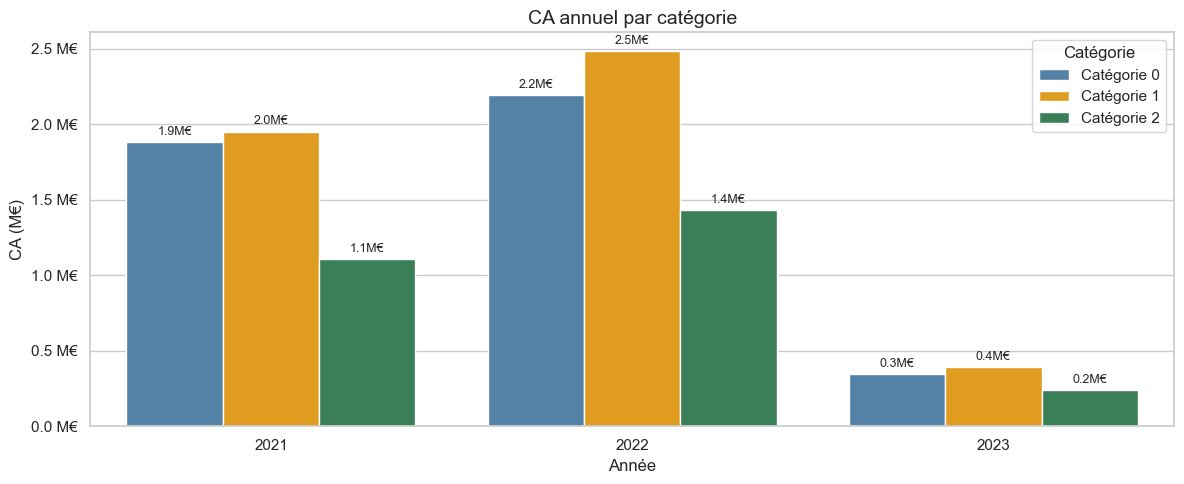 CA annuel par catégorie
2.5 M€
2.0 M€
1.5 M€
1.0 M€
0.5 M€
0.0 M€
CA (M€)
1.9M€
2.0M€
1.1M€
2.2M€
2.5M€
1.4M€
0.3M€
0.4M€
0.2M€
Catégorie
Catégorie 0
Catégorie 1
Catégorie 2
2021
2022
2023
Année